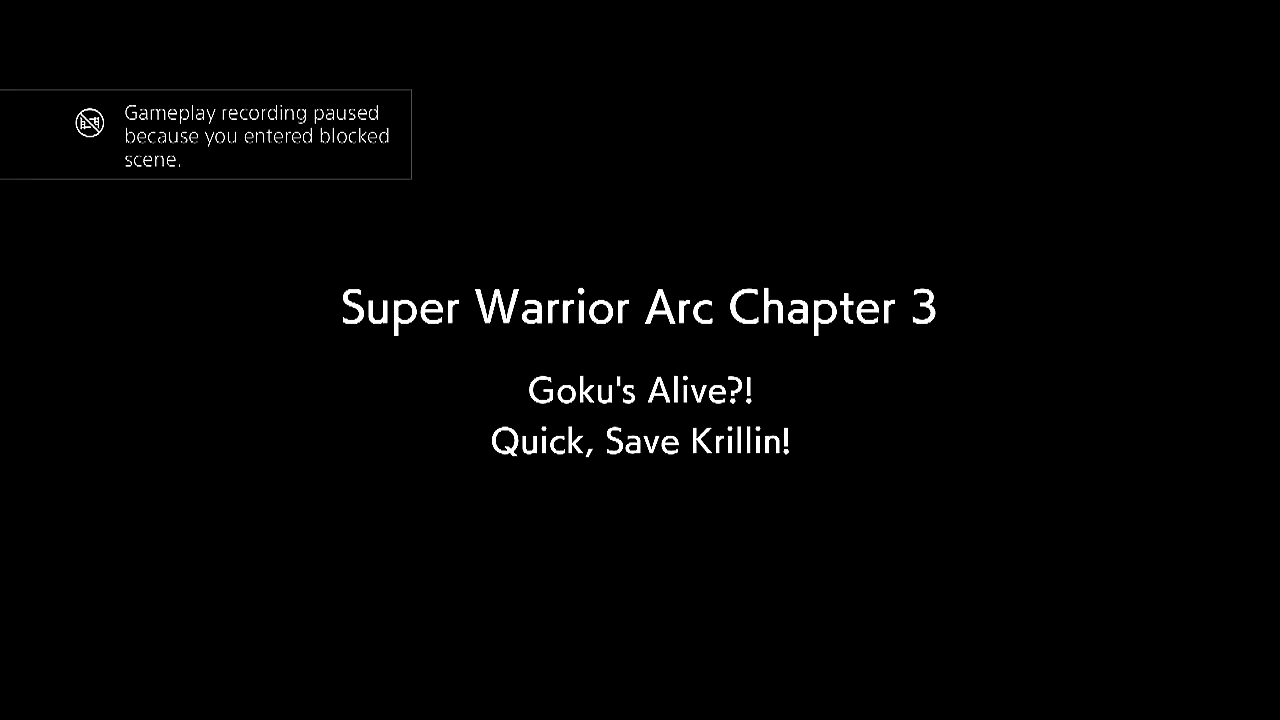 Gameplay recording paused
because you entered blocked
scene.
Super Warrior Arc Chapter 3
Goku's Alive?!
Quick, Save Krillin!